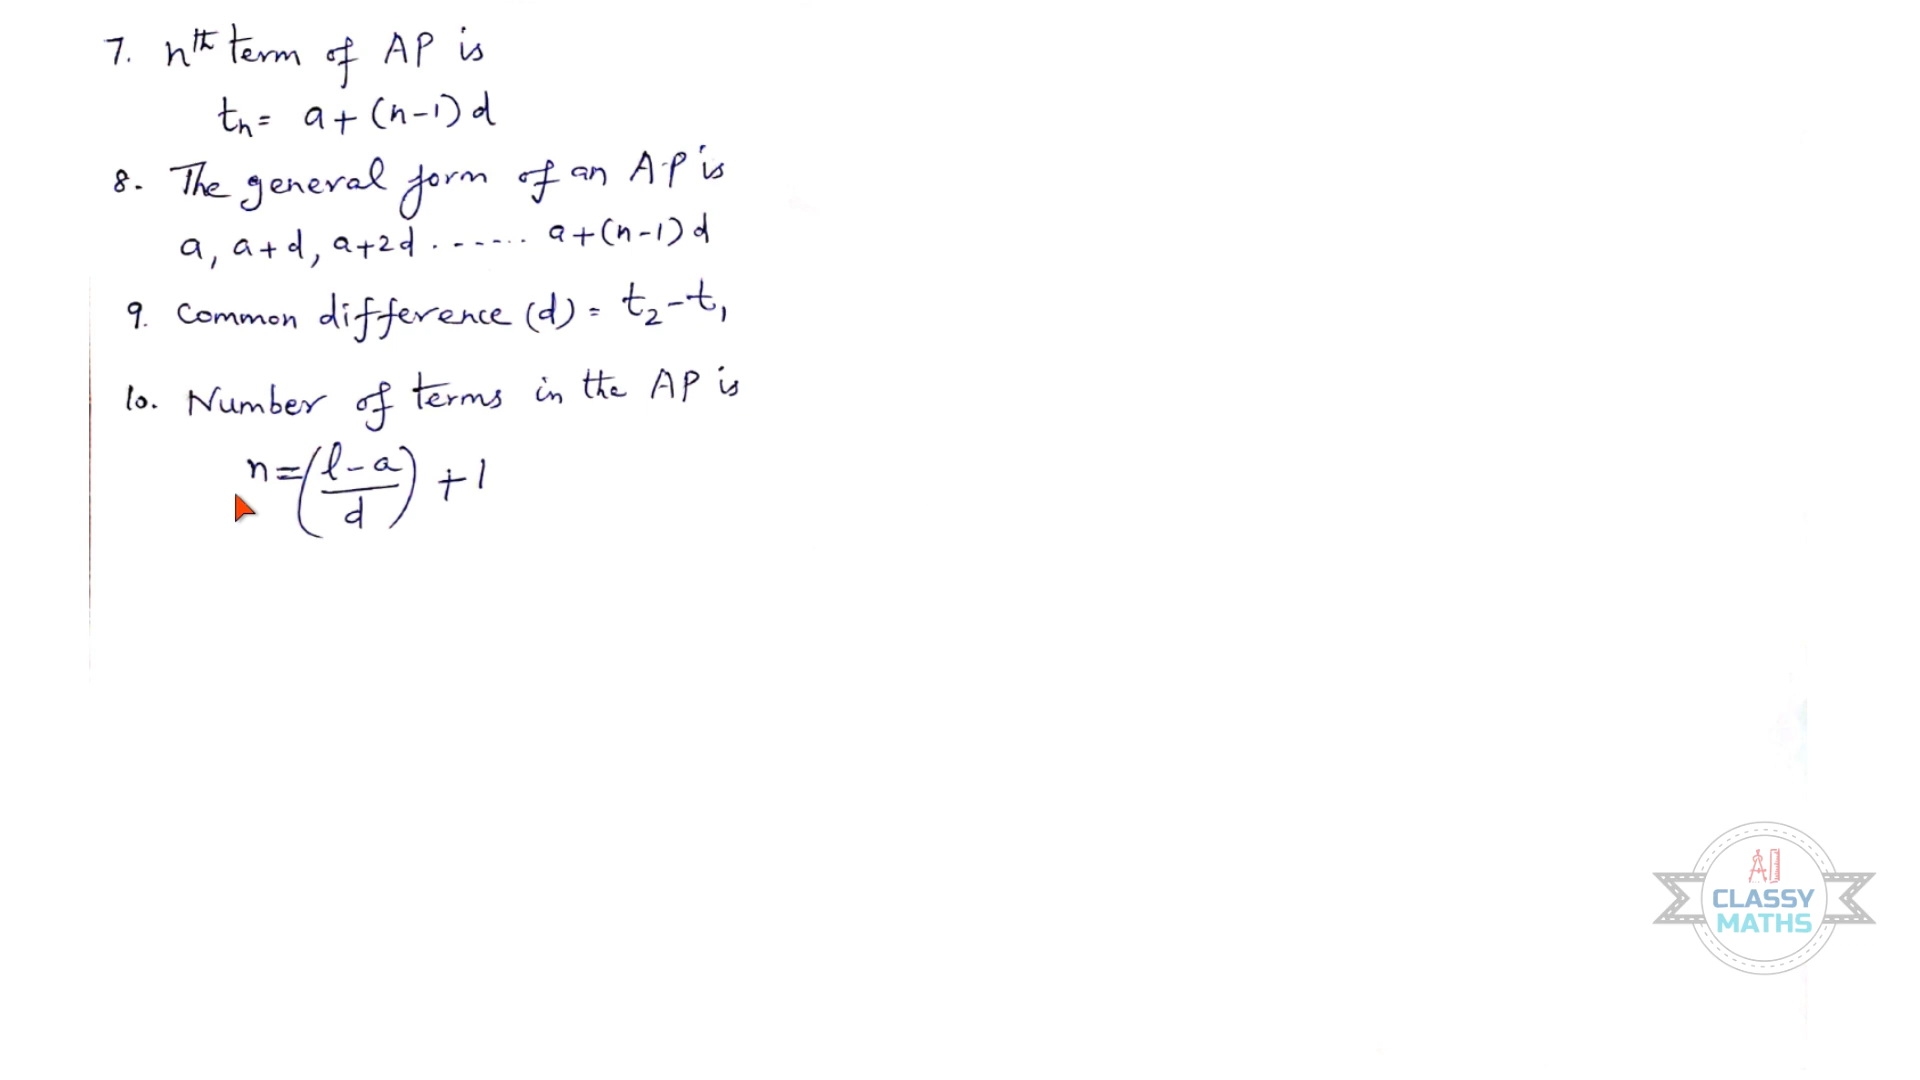 7. nth term of AP is
tn = a + (n-1) d
8. The general form of an A.P is
a, a+d, a+2d ....... a+(n-1) d
9. Common difference (d) = t2 - t1
10. Number of terms in the AP is
n = (l-a/d) + 1
CLASSY
MATHS